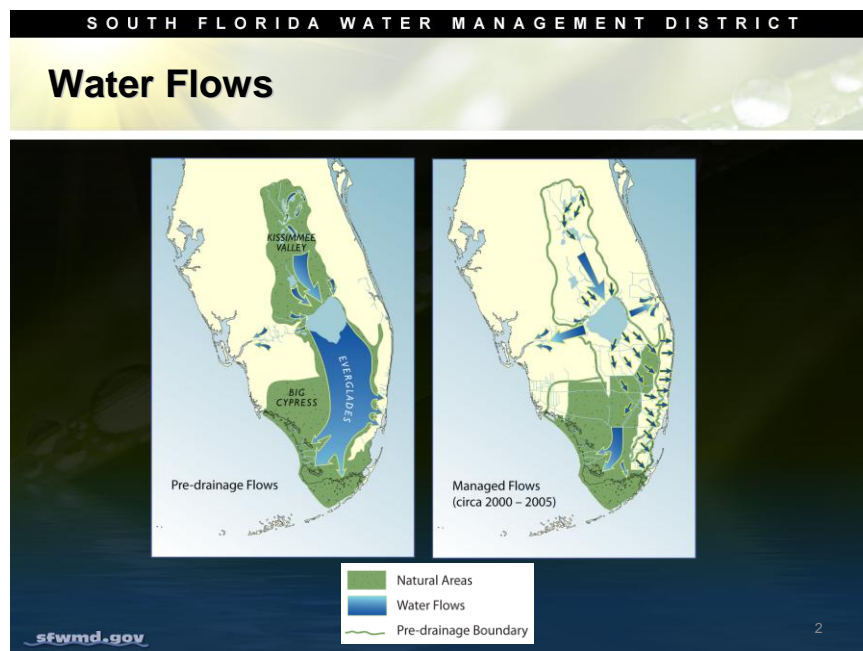 SOUTH FLORIDA WATER MANAGEMENT DISTRICT
Water Flows
KISSIMMEE
VALLEY
EVERGLADES
BIG
CYPRESS
Pre-drainage Flows
Managed Flows
(circa 2000 – 2005)
Natural Areas
Water Flows
Pre-drainage Boundary
sfwmd.gov
2